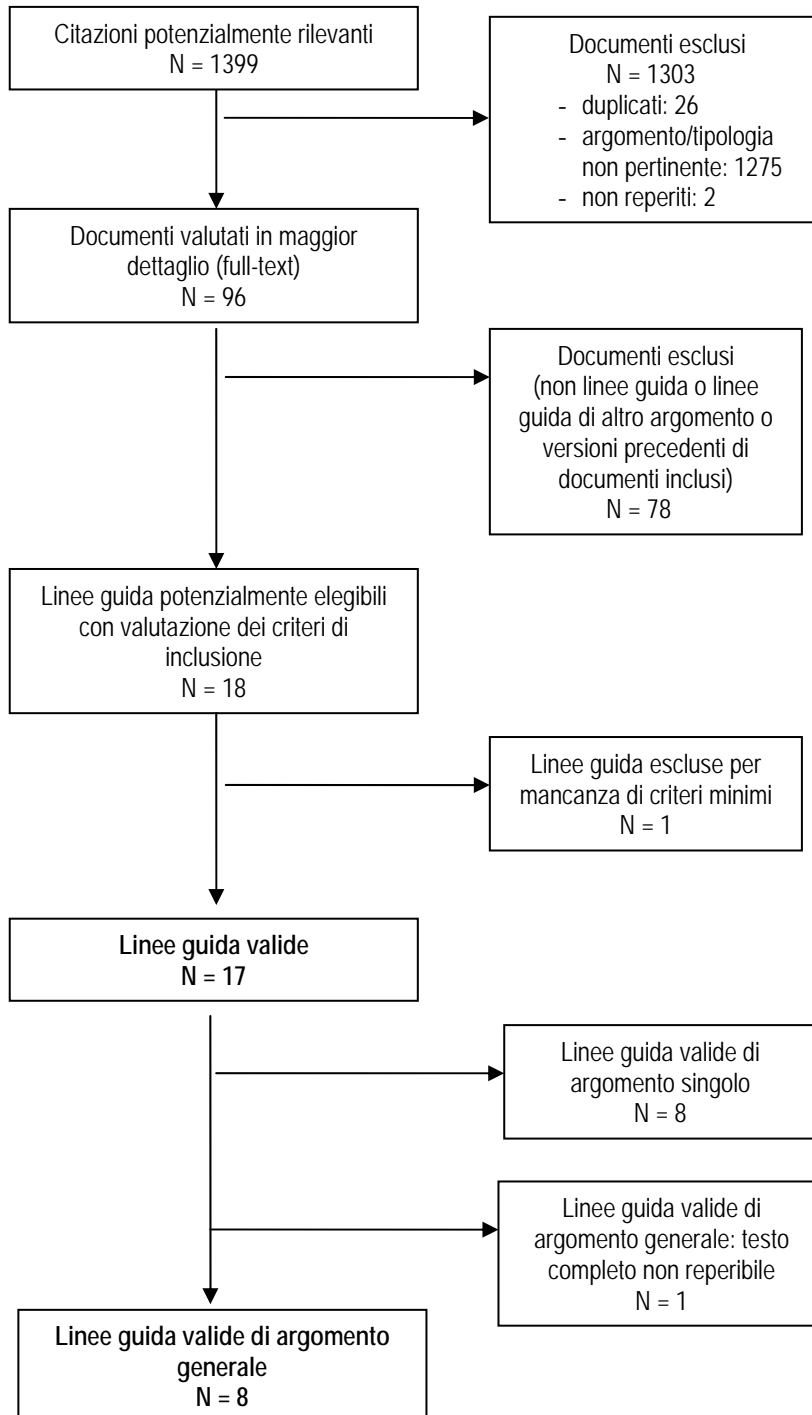 Citazioni potenzialmente rilevanti
N = 1399
Documenti esclusi
N = 1303
- duplicati: 26
- argomento/tipologia
non pertinente: 1275
- non reperiti: 2
Documenti valutati in maggior
dettaglio (full-text)
N = 96
Documenti esclusi
(non linee guida o linee
guida di altro argomento o
versioni precedenti di
documenti inclusi)
N = 78
Linee guida potenzialmente elegibili
con valutazione dei criteri di
inclusione
N = 18
Linee guida escluse per
mancanza di criteri minimi
N = 1
Linee guida valide
N = 17
Linee guida valide di
argomento singolo
N = 8
Linee guida valide di
argomento generale: testo
completo non reperibile
N = 1
Linee guida valide di argomento
generale
N = 8